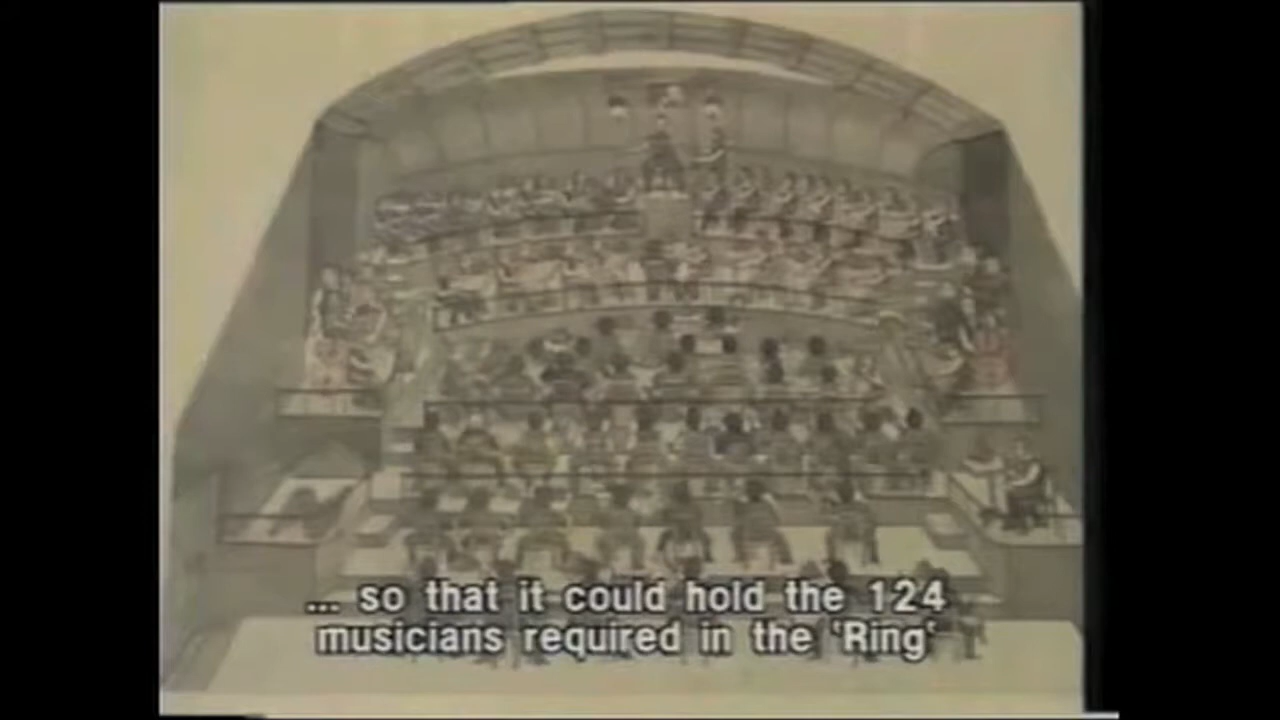 ... so that it could hold the 124
musicians required in the 'Ring'